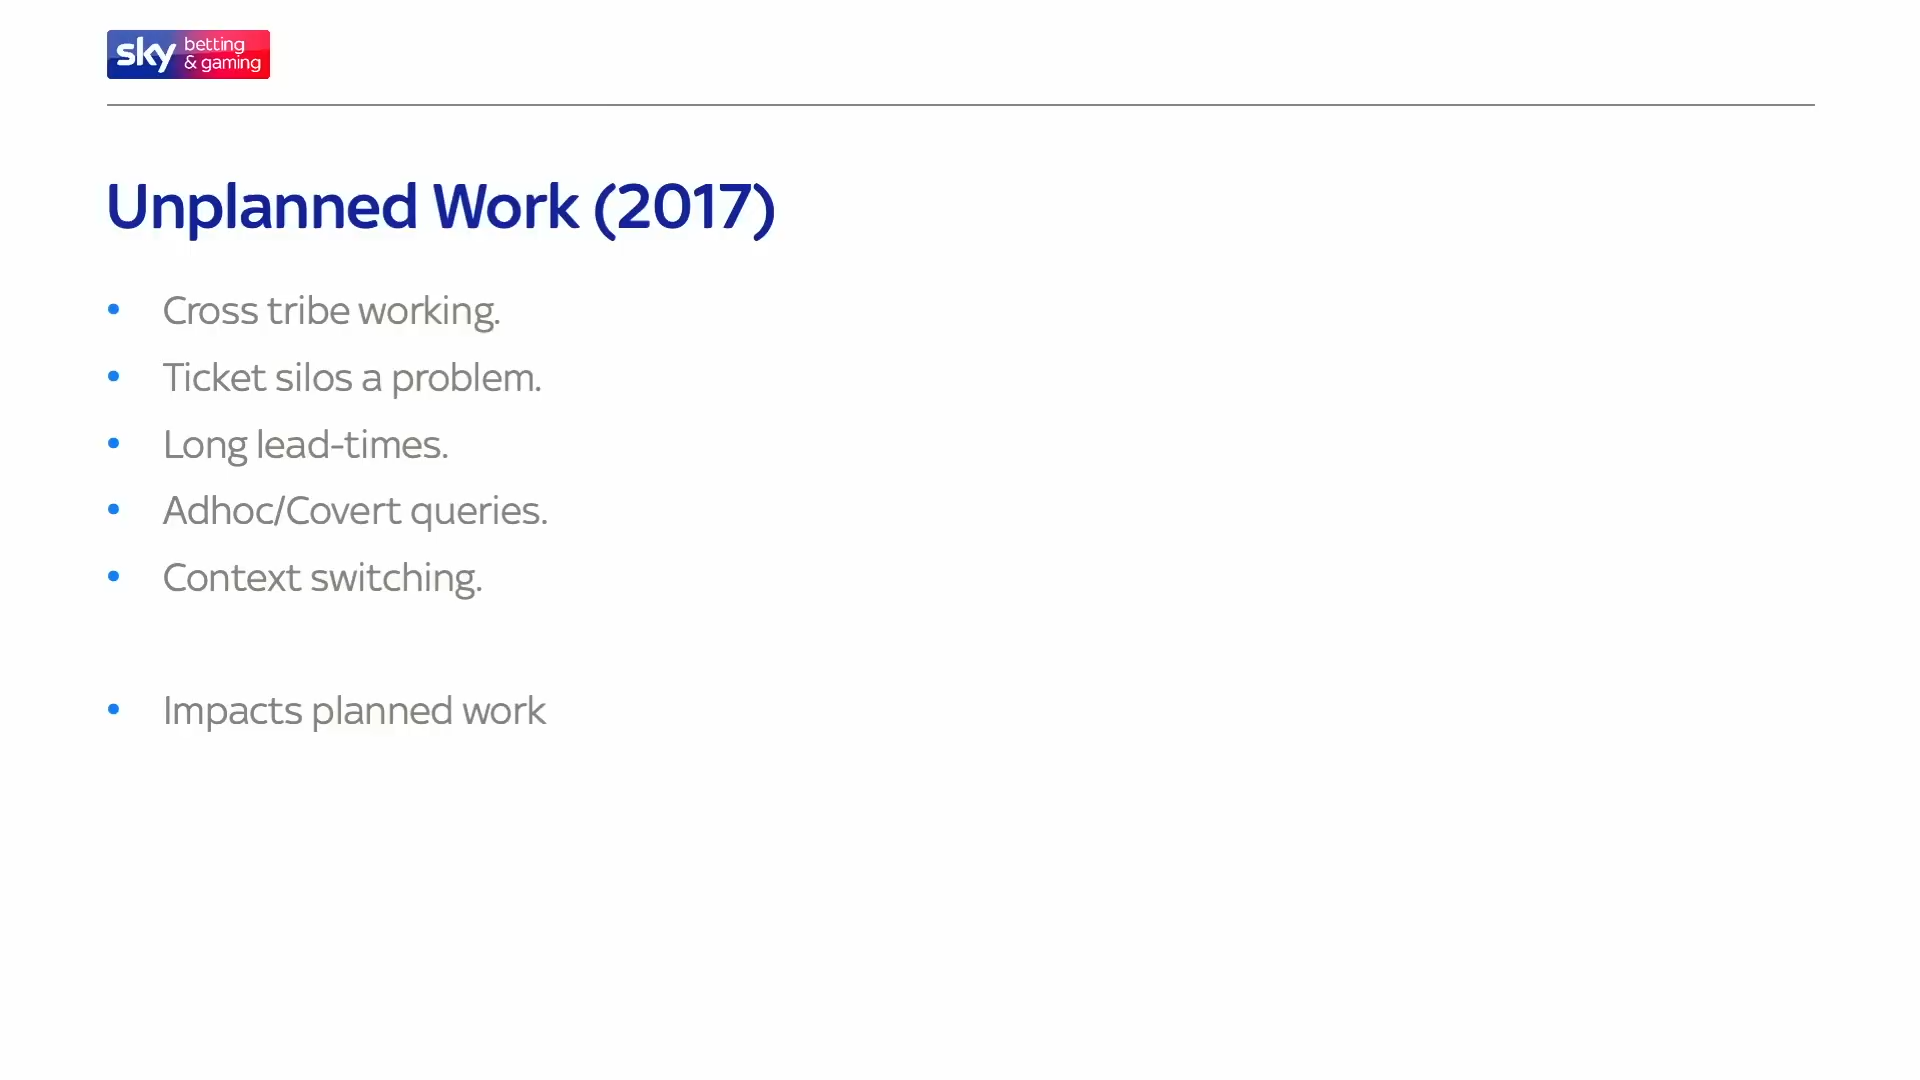 sky betting
& gaming
Unplanned Work (2017)
• Cross tribe working.
• Ticket silos a problem.
• Long lead-times.
• Adhoc/Covert queries.
• Context switching.
• Impacts planned work